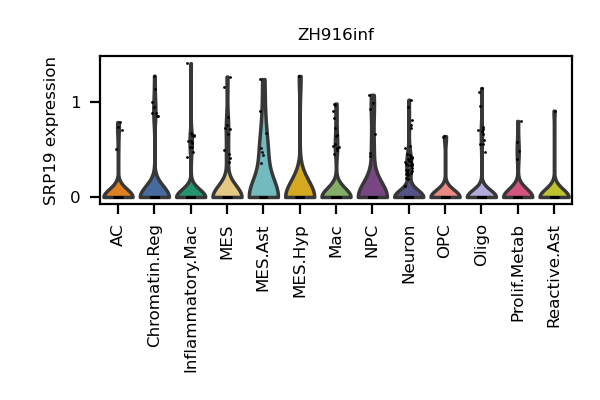 ZH916inf
SRP19 expression
1
0
AC
Chromatin.Reg
Inflammatory.Mac
MES
MES.Ast
MES.Hyp
Mac
NPC
Neuron
OPC
Oligo
Prolif.Metab
Reactive.Ast